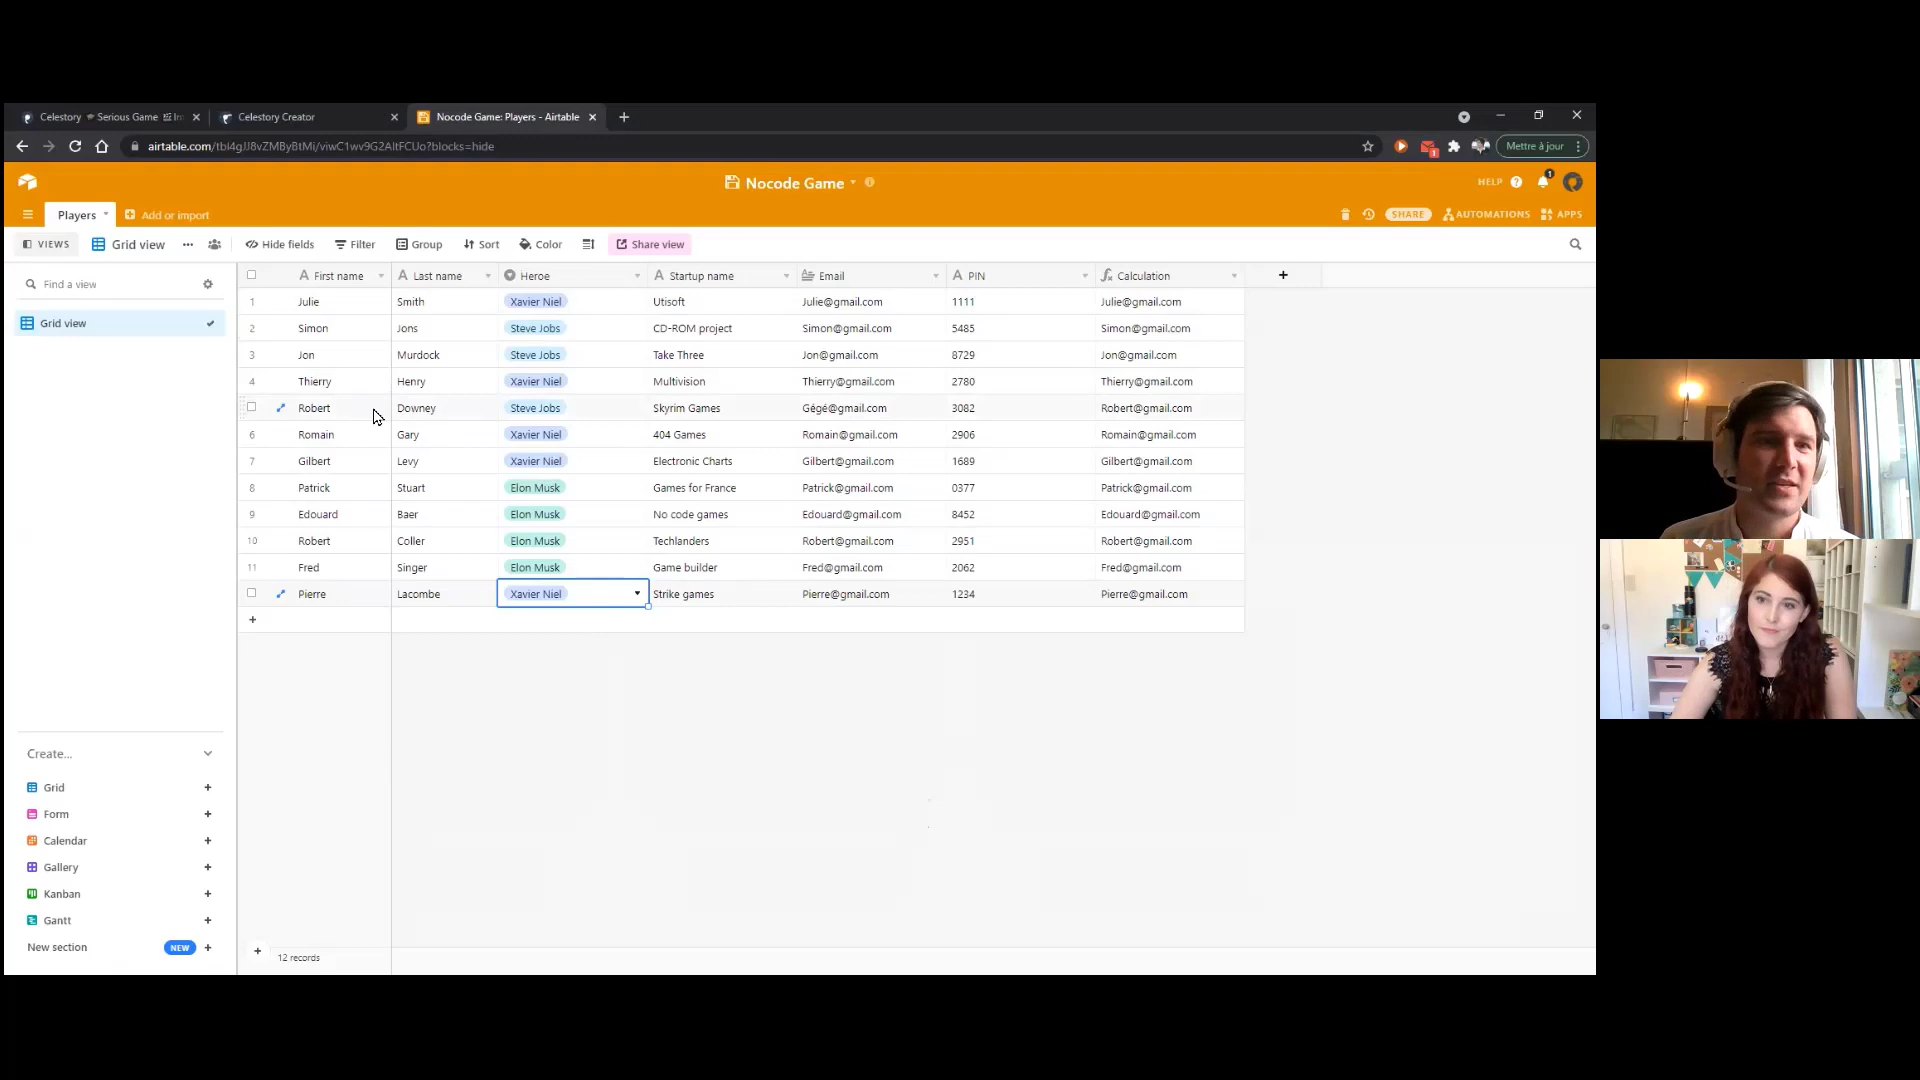 Celestory Serious Game
Celestory Creator
Nocode Game: Players - Airtable
airtable.com/tbl4gJJ8vZMByBtMi/viwC1wv9G2AltFCUo?blocks=hide
1
Mettre à jour
Nocode Game
HELP
1
Players
Add or import
SHARE
AUTOMATIONS
APPS
VIEWS
Grid view
Hide fields
Filter
Group
Sort
Color
Share view
Find a view
Grid view
First name Last name Heroe Startup name Email PIN Calculation
1 Julie Smith Xavier Niel Utisoft Julie@gmail.com 1111 Julie@gmail.com
2 Simon Jons Steve Jobs CD-ROM project Simon@gmail.com 5485 Simon@gmail.com
3 Jon Murdock Steve Jobs Take Three Jon@gmail.com 8729 Jon@gmail.com
4 Thierry Henry Xavier Niel Multivision Thierry@gmail.com 2780 Thierry@gmail.com
Robert Downey Steve Jobs Skyrim Games Gégé@gmail.com 3082 Robert@gmail.com
6 Romain Gary Xavier Niel 404 Games Romain@gmail.com 2906 Romain@gmail.com
7 Gilbert Levy Xavier Niel Electronic Charts Gilbert@gmail.com 1689 Gilbert@gmail.com
8 Patrick Stuart Elon Musk Games for France Patrick@gmail.com 0377 Patrick@gmail.com
9 Edouard Baer Elon Musk No code games Edouard@gmail.com 8452 Edouard@gmail.com
10 Robert Coller Elon Musk Techlanders Robert@gmail.com 2951 Robert@gmail.com
11 Fred Singer Elon Musk Game builder Fred@gmail.com 2062 Fred@gmail.com
Pierre Lacombe Xavier Niel Strike games Pierre@gmail.com 1234 Pierre@gmail.com
Create...
Grid
Form
Calendar
Gallery
Kanban
Gantt
New section NEW
12 records